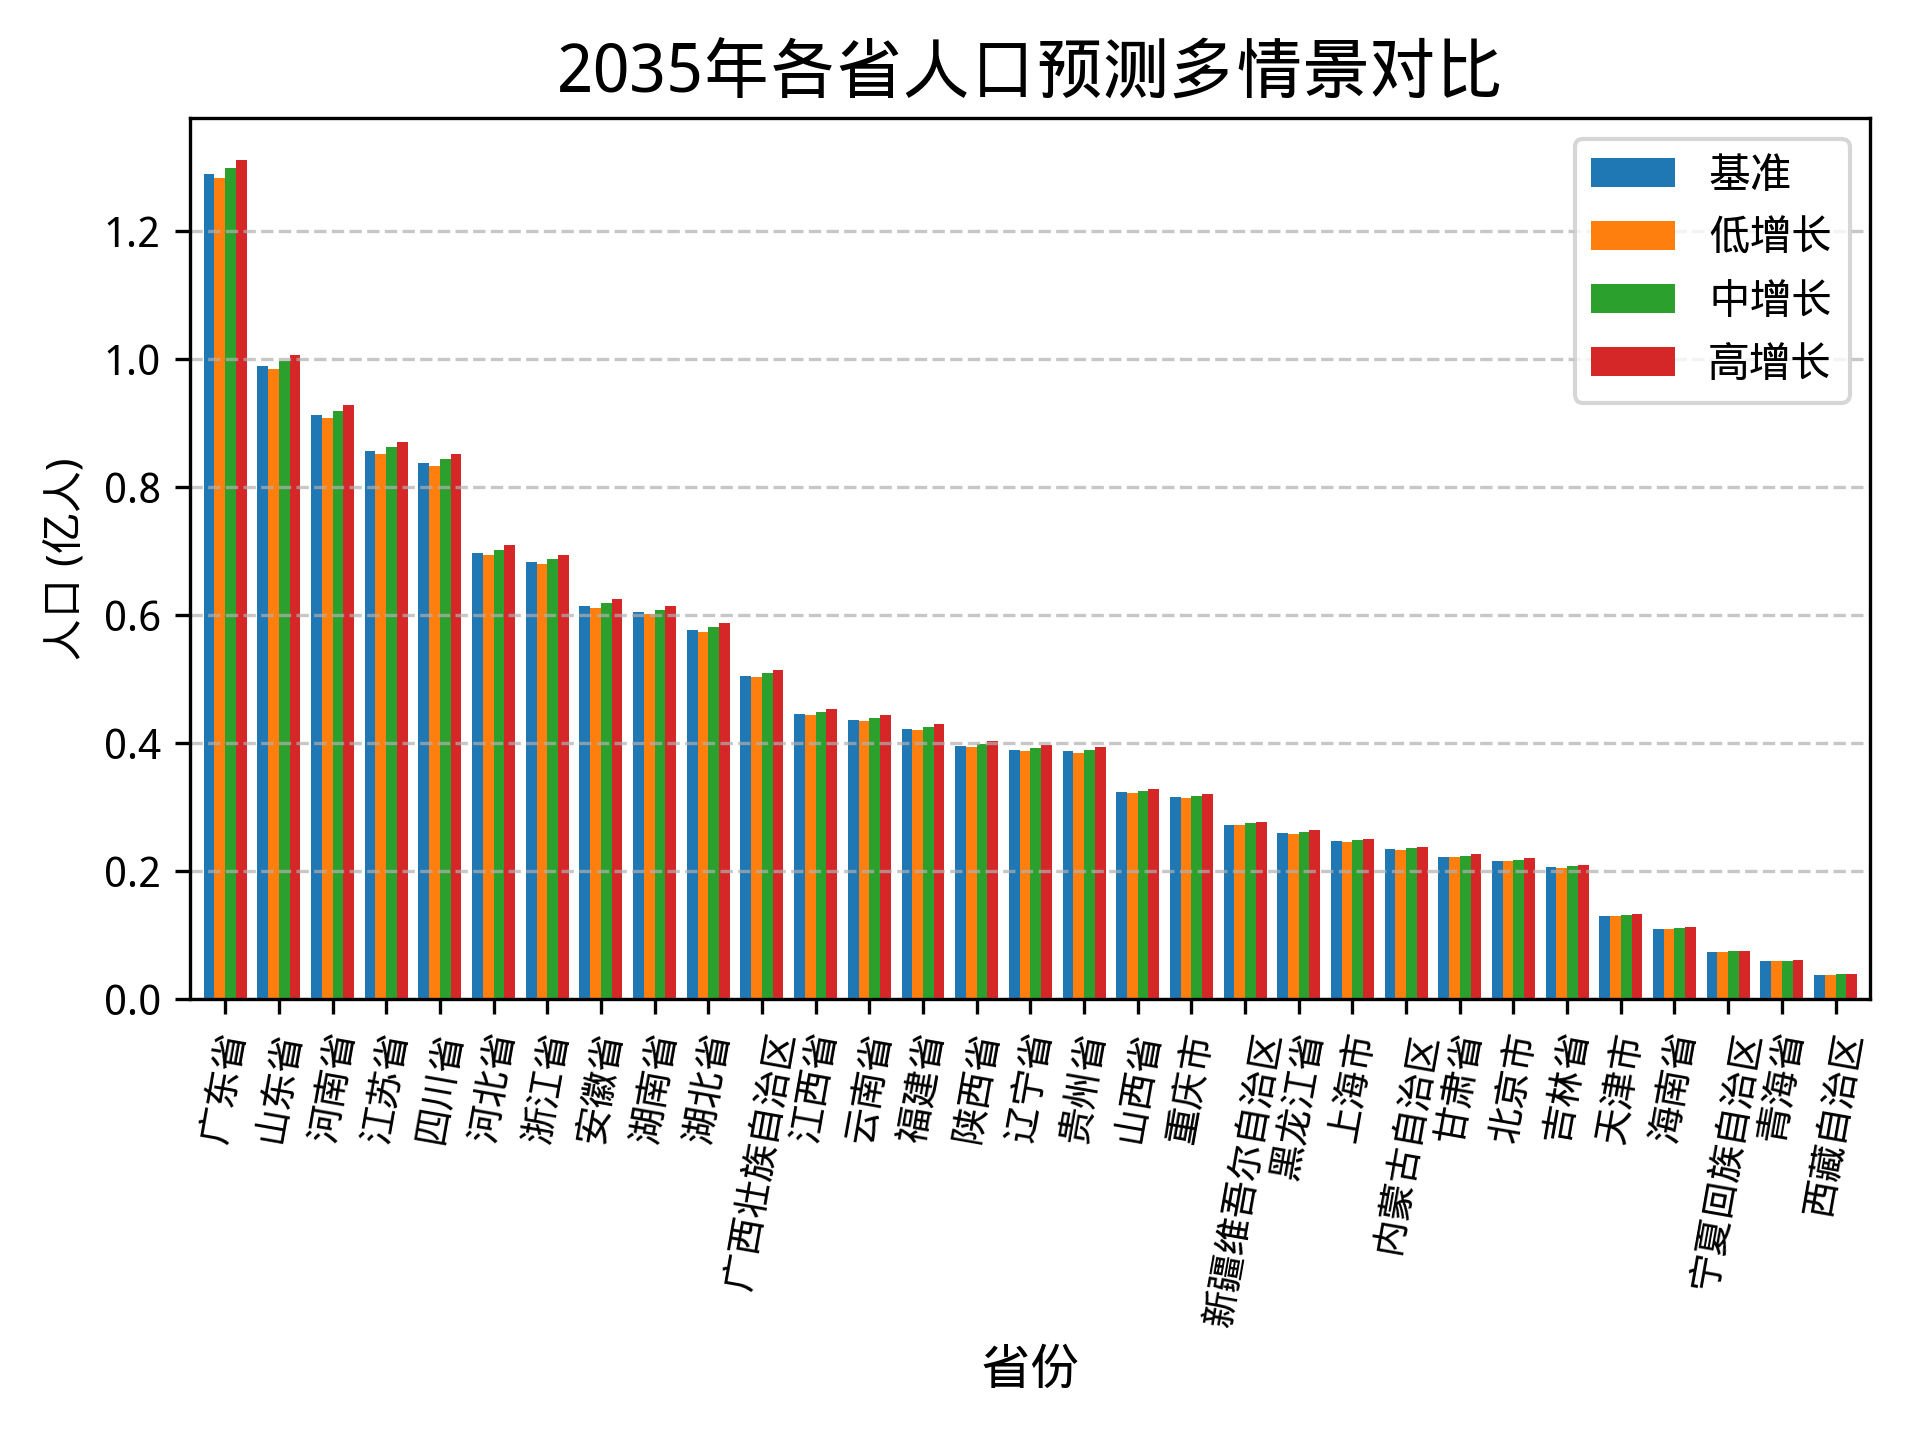 2035年各省人口预测多情景对比
基准
低增长
中增长
高增长
人口 (亿人)
1.2
1.0
0.8
0.6
0.4
0.2
0.0
广东省
山东省
河南省
江苏省
四川省
河北省
浙江省
安徽省
湖南省
湖北省
广西壮族自治区
江西省
云南省
福建省
陕西省
辽宁省
贵州省
山西省
重庆市
新疆维吾尔自治区
黑龙江省
上海市
内蒙古自治区
甘肃省
北京市
吉林省
天津市
海南省
宁夏回族自治区
青海省
西藏自治区
省份